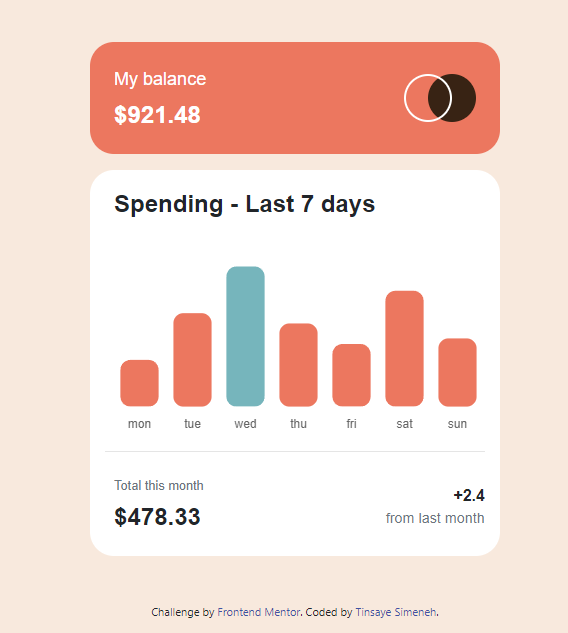 My balance
$921.48
Spending - Last 7 days
mon tue wed thu fri sat sun
Total this month
$478.33
+2.4
from last month
Challenge by Frontend Mentor. Coded by Tinsaye Simeneh.